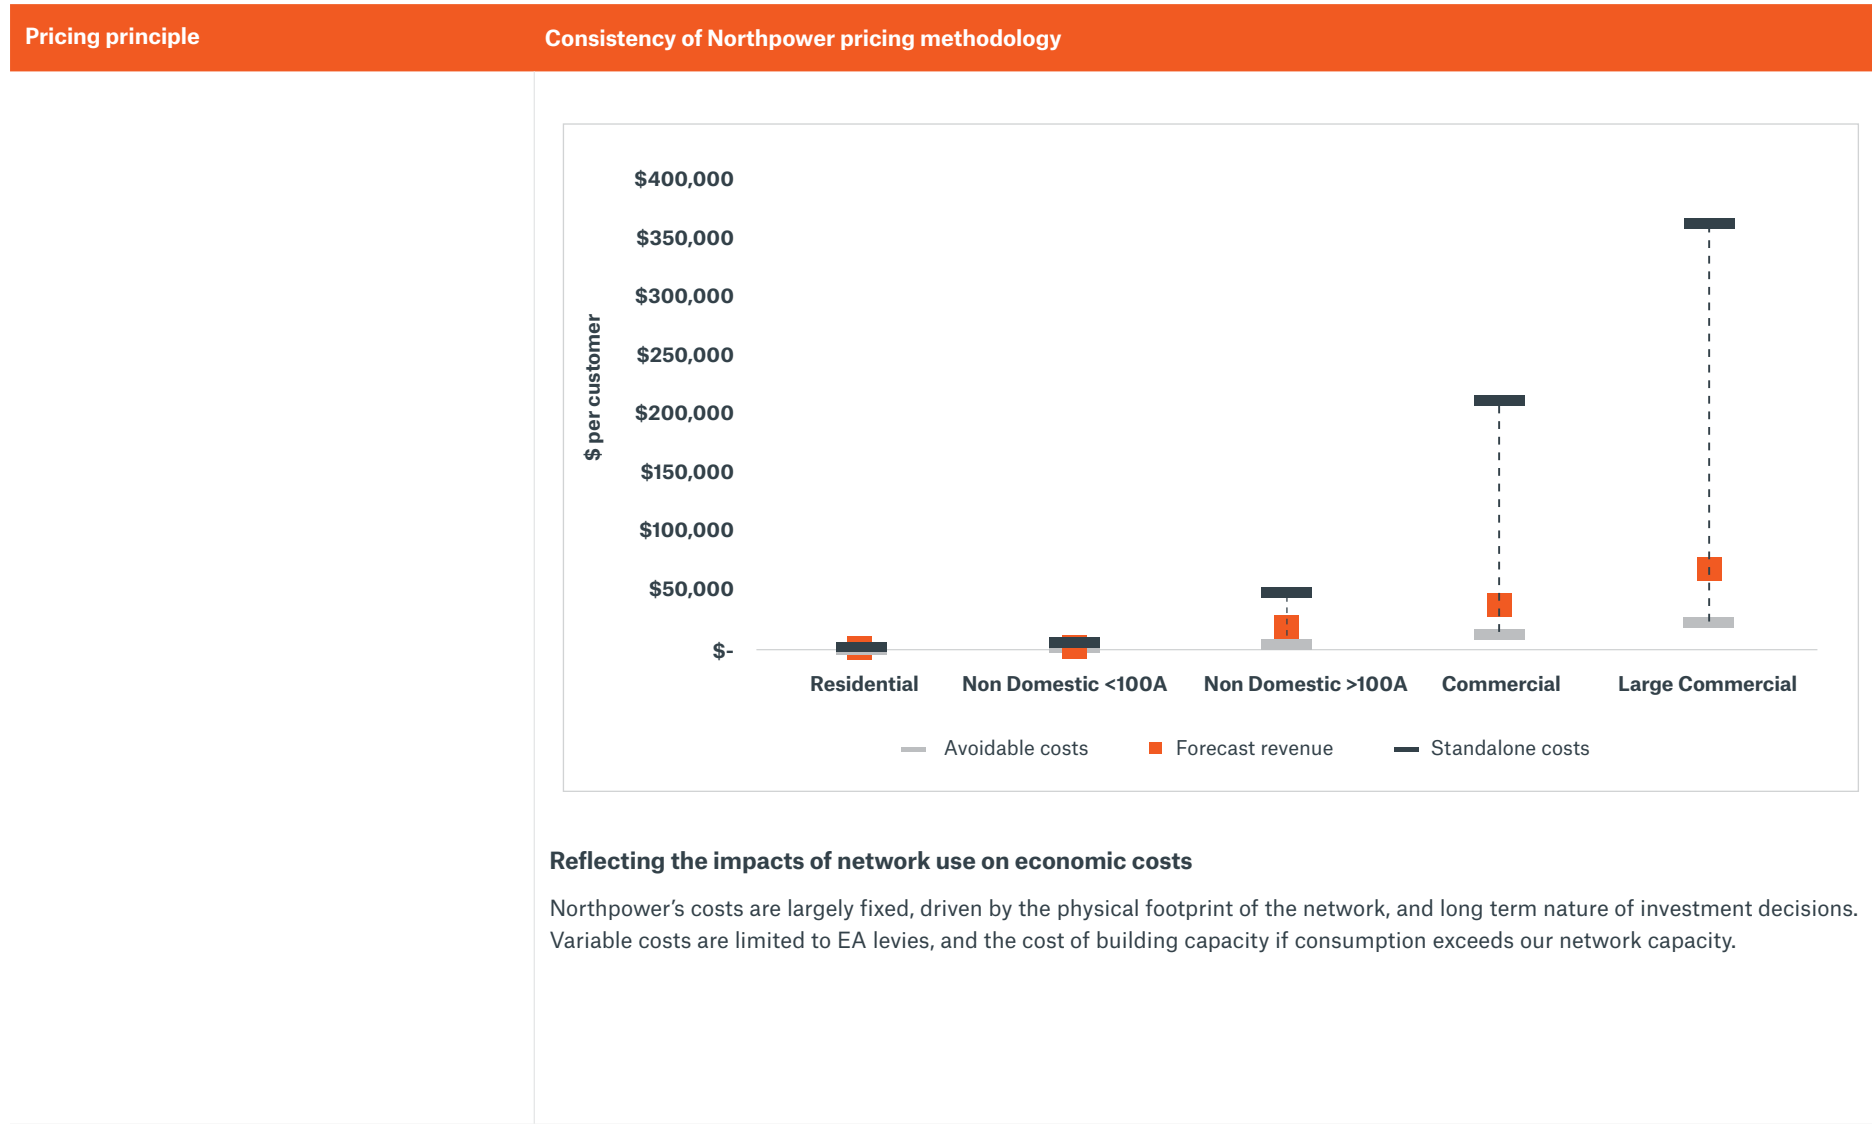 Pricing principle
Consistency of Northpower pricing methodology
$400,000
$350,000
$300,000
$250,000
$200,000
$150,000
$100,000
$50,000
$-
$ per customer
Residential
Non Domestic <100A
Non Domestic >100A
Commercial
Large Commercial
Avoidable costs
Forecast revenue
Standalone costs
Reflecting the impacts of network use on economic costs
Northpower’s costs are largely fixed, driven by the physical footprint of the network, and long term nature of investment decisions.
Variable costs are limited to EA levies, and the cost of building capacity if consumption exceeds our network capacity.